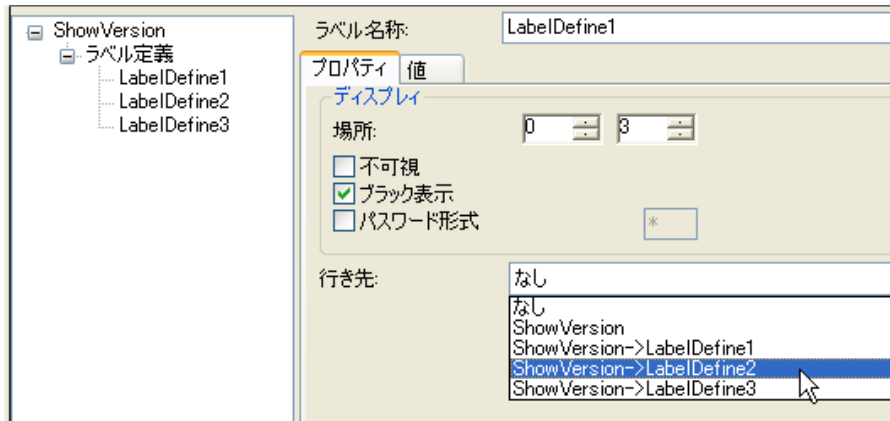 ShowVersion
ラベル定義
LabelDefine1
LabelDefine2
LabelDefine3
ラベル名称:
LabelDefine1
プロパティ
値
ディスプレイ
場所:
0
3
不可視
ブラック表示
パスワード形式
*
行き先:
なし
なし
ShowVersion
ShowVersion->LabelDefine1
ShowVersion->LabelDefine2
ShowVersion->LabelDefine3